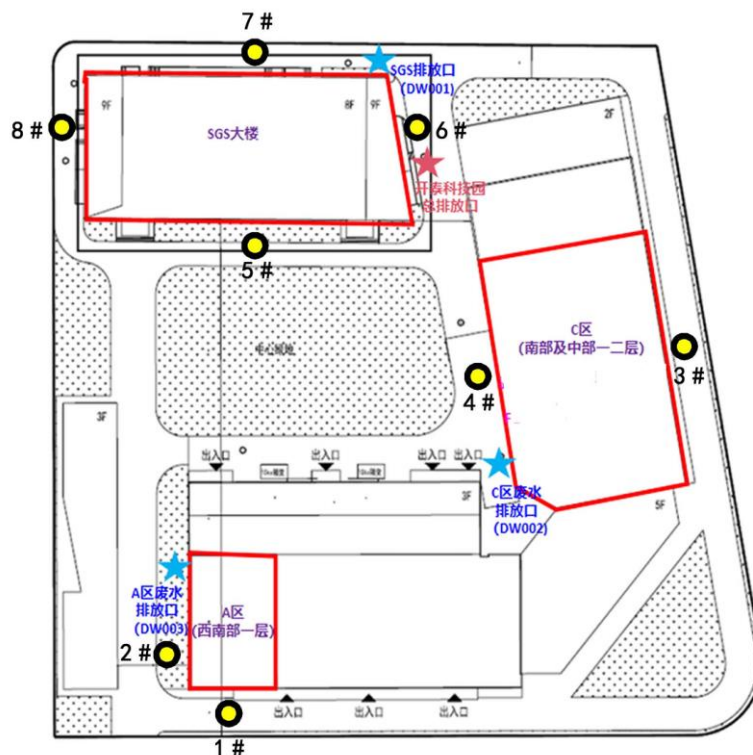 7 #
SGS排放口
(DW001)
9F
8F
9F
2F
8 #
SGS大楼
6 #
开泰科技园
总排放口
5 #
C区
(南部及中部一二层)
中心绿地
3 #
4 #
3F
出入口
出入口
出入口
出入口
3F
C区废水
排放口
(DW002)
5F
A区废水
排放口
(DW003)
A区
(西南部一层)
2 #
出入口
出入口
出入口
1 #